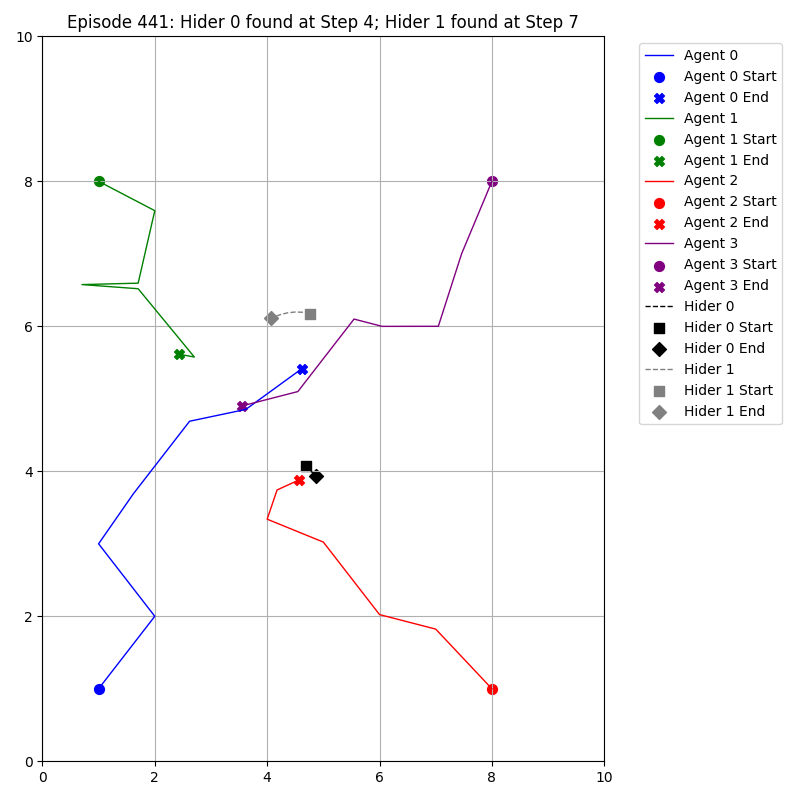 Episode 441: Hider 0 found at Step 4; Hider 1 found at Step 7
10
8
6
4
2
0
0 2 4 6 8 10
Agent 0
Agent 0 Start
Agent 0 End
Agent 1
Agent 1 Start
Agent 1 End
Agent 2
Agent 2 Start
Agent 2 End
Agent 3
Agent 3 Start
Agent 3 End
Hider 0
Hider 0 Start
Hider 0 End
Hider 1
Hider 1 Start
Hider 1 End